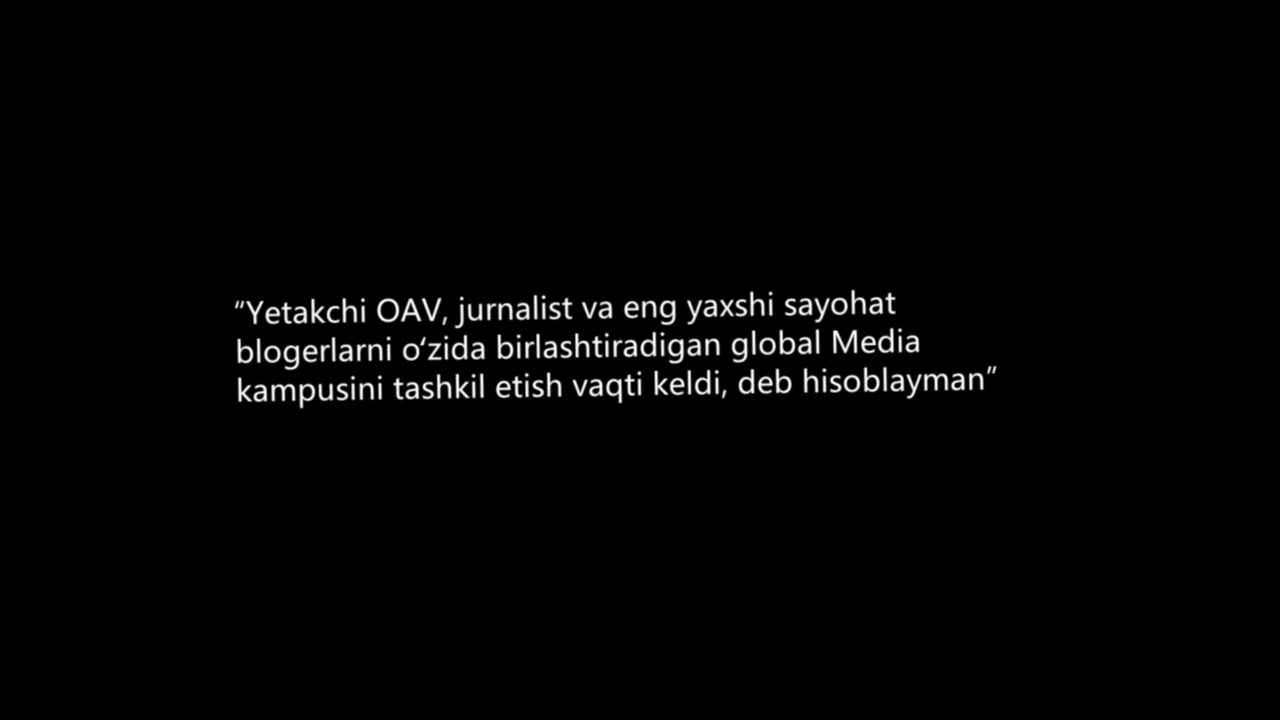 “Yetakchi OAV, jurnalist va eng yaxshi sayohat
blogerlarni o‘zida birlashtiradigan global Media
kampusini tashkil etish vaqti keldi, deb hisoblayman”